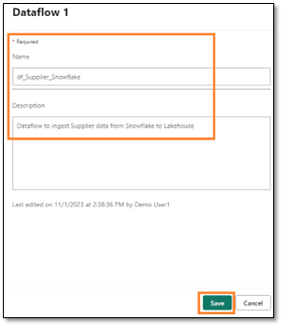 Dataflow 1
* Required
Name
df_Supplier_Snowflake
Description
Dataflow to ingest Supplier data from Snowflake to Lakehouse
Last edited on 11/1/2023 at 2:38:36 PM by Demo User1
Save
Cancel